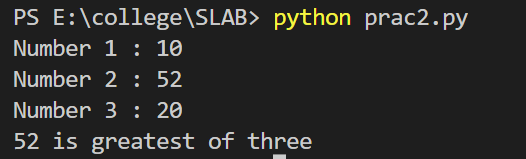 PS E:\college\SLAB> python prac2.py
Number 1 : 10
Number 2 : 52
Number 3 : 20
52 is greatest of three